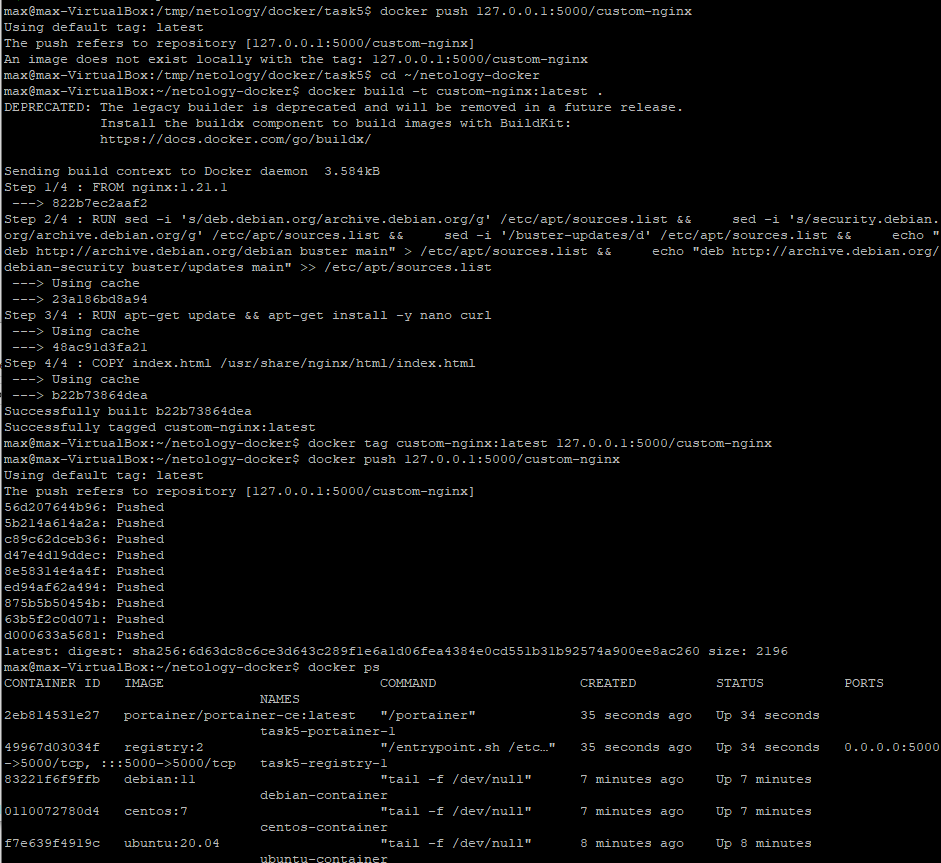 max@max-VirtualBox:/tmp/netology/docker/task5$ docker push 127.0.0.1:5000/custom-nginx
Using default tag: latest
The push refers to repository [127.0.0.1:5000/custom-nginx]
An image does not exist locally with the tag: 127.0.0.1:5000/custom-nginx
max@max-VirtualBox:/tmp/netology/docker/task5$ cd ~/netology-docker
max@max-VirtualBox:~/netology-docker$ docker build -t custom-nginx:latest .
DEPRECATED: The legacy builder is deprecated and will be removed in a future release.
            Install the buildx component to build images with BuildKit:
            https://docs.docker.com/go/buildx/

Sending build context to Docker daemon  3.584kB
Step 1/4 : FROM nginx:1.21.1
 ---> 822b7ec2aaf2
Step 2/4 : RUN sed -i 's/deb.debian.org/archive.debian.org/g' /etc/apt/sources.list &&     sed -i 's/security.debian.
org/archive.debian.org/g' /etc/apt/sources.list &&     sed -i '/buster-updates/d' /etc/apt/sources.list &&     echo "
deb http://archive.debian.org/debian buster main" > /etc/apt/sources.list &&     echo "deb http://archive.debian.org/
debian-security buster/updates main" >> /etc/apt/sources.list
 ---> Using cache
 ---> 23a186bd8a94
Step 3/4 : RUN apt-get update && apt-get install -y nano curl
 ---> Using cache
 ---> 48ac91d3fa21
Step 4/4 : COPY index.html /usr/share/nginx/html/index.html
 ---> Using cache
 ---> b22b73864dea
Successfully built b22b73864dea
Successfully tagged custom-nginx:latest
max@max-VirtualBox:~/netology-docker$ docker tag custom-nginx:latest 127.0.0.1:5000/custom-nginx
max@max-VirtualBox:~/netology-docker$ docker push 127.0.0.1:5000/custom-nginx
Using default tag: latest
The push refers to repository [127.0.0.1:5000/custom-nginx]
56d207644b96: Pushed
5b214a614a2a: Pushed
c89c62dceb36: Pushed
d47e4d19ddec: Pushed
8e58314e4a4f: Pushed
ed94af62a494: Pushed
875b5b50454b: Pushed
63b5f2c0d071: Pushed
d000633a5681: Pushed
latest: digest: sha256:6d63dc8c6ce3d643c289f1e6a1d06fea4384e0cd551b31b92574a900ee8ac260 size: 2196
max@max-VirtualBox:~/netology-docker$ docker ps
CONTAINER ID   IMAGE                           COMMAND                  CREATED          STATUS          PORTS
                                NAMES
2eb814531e27   portainer/portainer-ce:latest   "/portainer"             35 seconds ago   Up 34 seconds
                                task5-portainer-1
49967d03034f   registry:2                      "/entrypoint.sh /etc…"   35 seconds ago   Up 34 seconds   0.0.0.0:5000
->5000/tcp, :::5000->5000/tcp   task5-registry-1
83221f6f9ffb   debian:11                       "tail -f /dev/null"      7 minutes ago    Up 7 minutes
                                debian-container
0110072780d4   centos:7                        "tail -f /dev/null"      7 minutes ago    Up 7 minutes
                                centos-container
f7e639f4919c   ubuntu:20.04                    "tail -f /dev/null"      8 minutes ago    Up 8 minutes
                                ubuntu-container